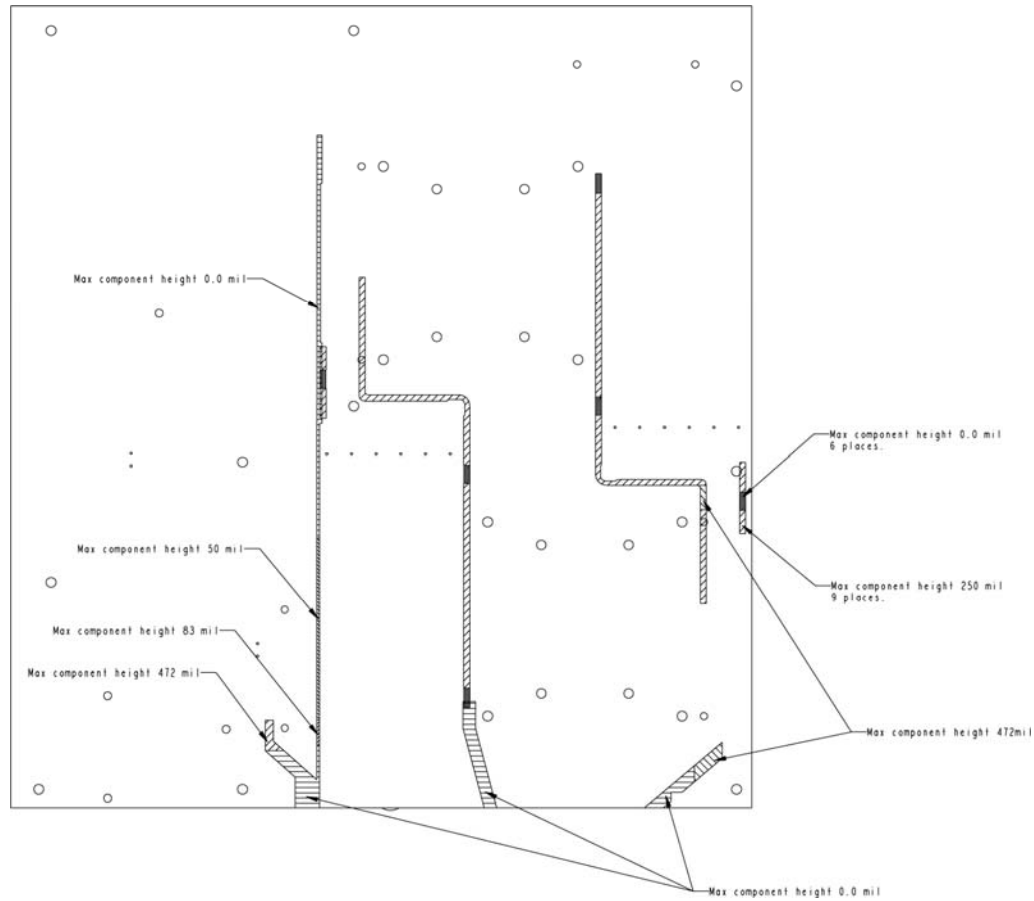 Max component height 0.0 mil
Max component height 0.0 mil
6 places.
Max component height 50 mil
Max component height 250 mil
9 places.
Max component height 83 mil
Max component height 472 mil
Max component height 472mil
Max component height 0.0 mil